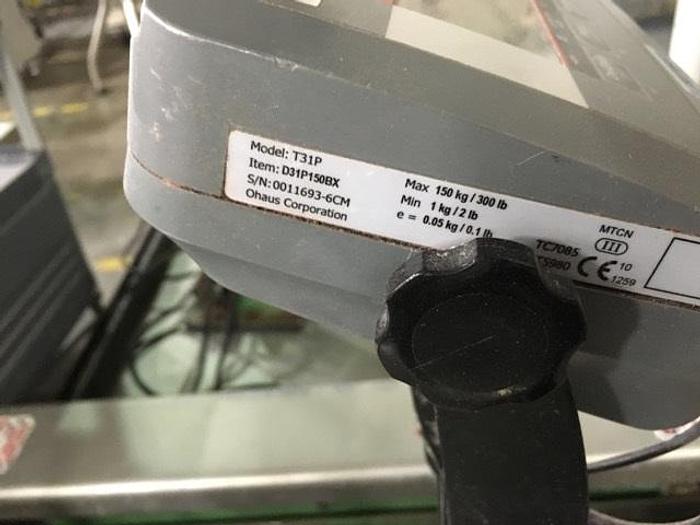 Model: T31P
Item: D31P150BX
S/N: 0011693-6CM
Ohaus Corporation
Max 150 kg / 300 lb
Min 1 kg / 2 lb
e = 0.05 kg / 0.1 lb
MTCN
III
TC7085
CE 10
1259